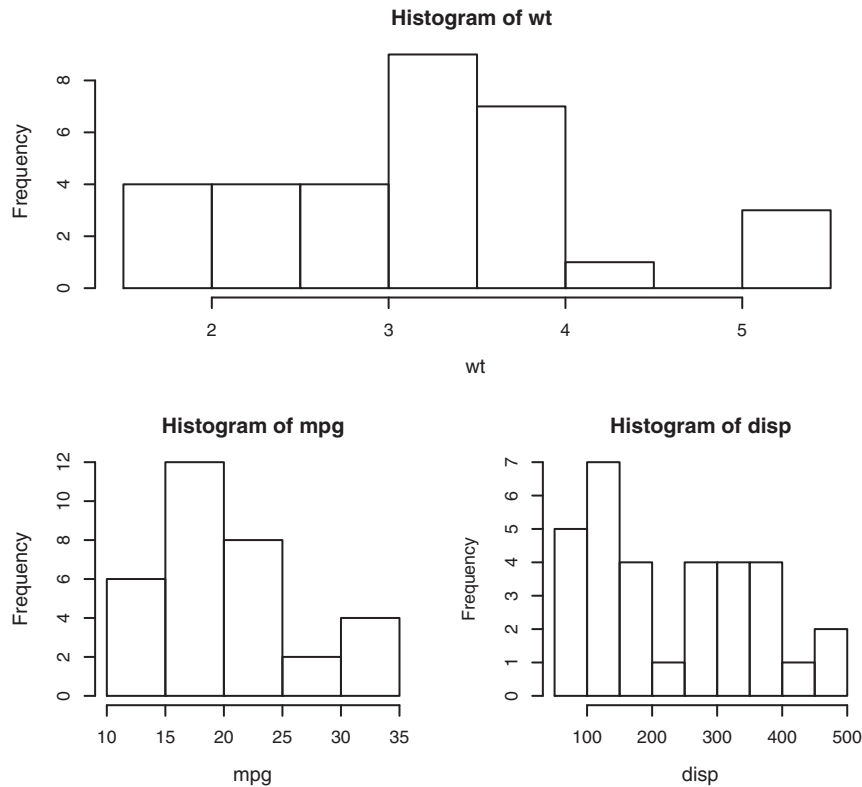 Histogram of wt
Frequency
8
6
4
2
0
2 3 4 5
wt
Histogram of mpg
Frequency
12
10
8
6
4
2
0
10 15 20 25 30 35
mpg
Histogram of disp
Frequency
7
6
5
4
3
2
1
0
100 200 300 400 500
disp